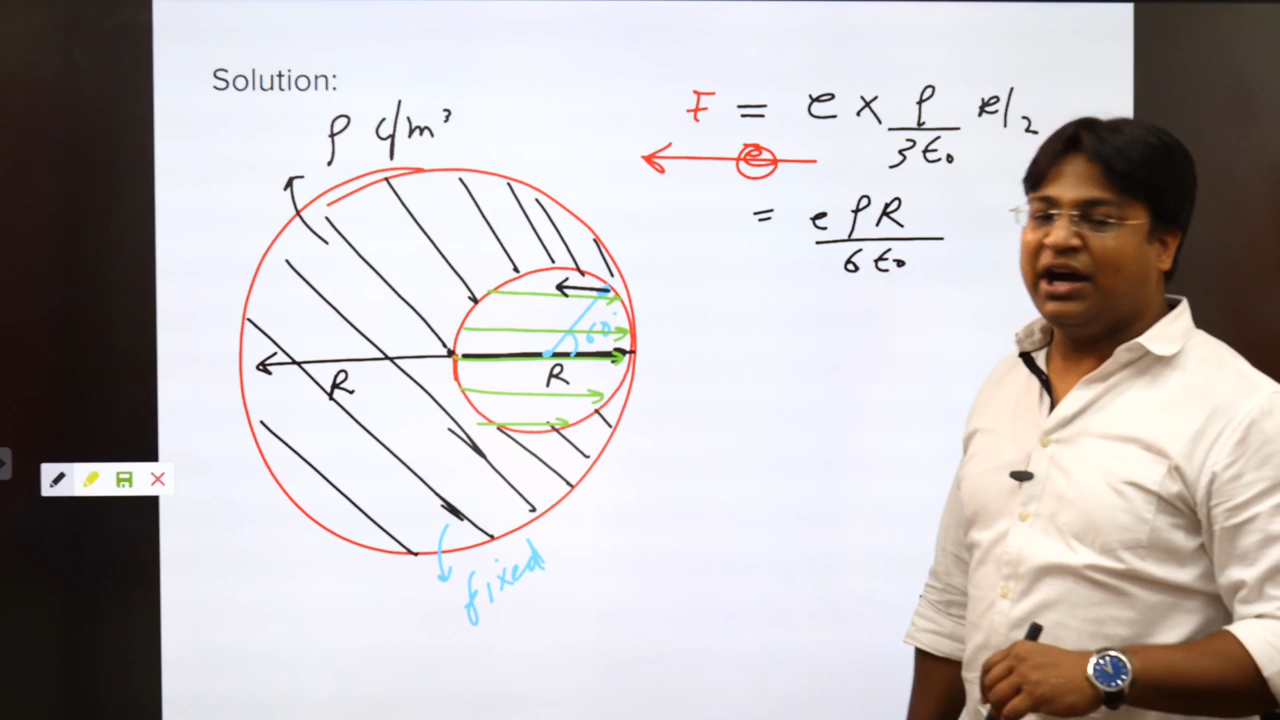 Solution:
ρ c/m³
F = e × ρ/3ε₀ R/2
e
= eρR/6ε₀
60°
R
R
fixed